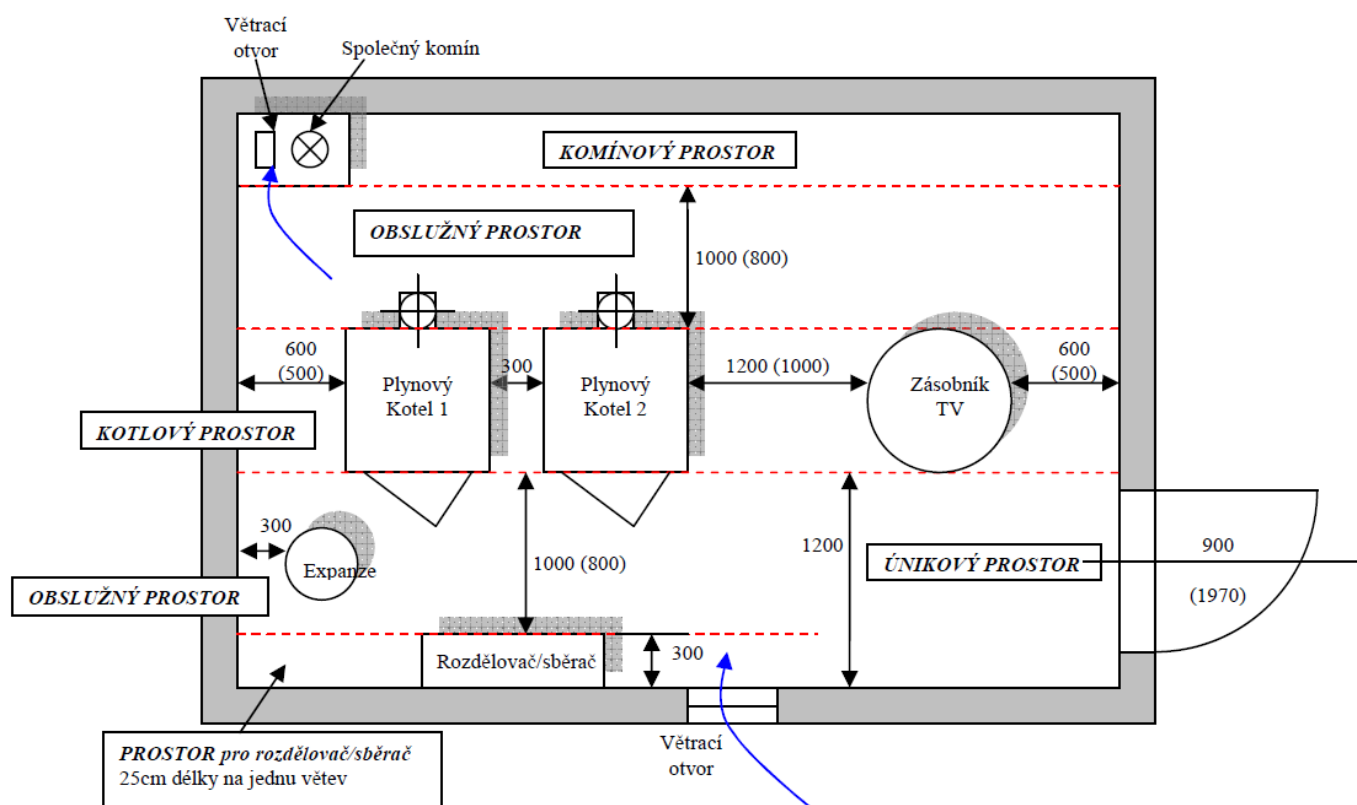 Větrací
otvor
Společný komín
KOMÍNOVÝ PROSTOR
OBSLUŽNÝ PROSTOR
1000 (800)
600
(500)
Plynový
Kotel 1
300
Plynový
Kotel 2
1200 (1000)
Zásobník
TV
600
(500)
KOTLOVÝ PROSTOR
300
Expanze
1000 (800)
1200
ÚNIKOVÝ PROSTOR
900
(1970)
OBSLUŽNÝ PROSTOR
Rozdělovač/sběrač
300
PROSTOR pro rozdělovač/sběrač
25cm délky na jednu větev
Větrací
otvor